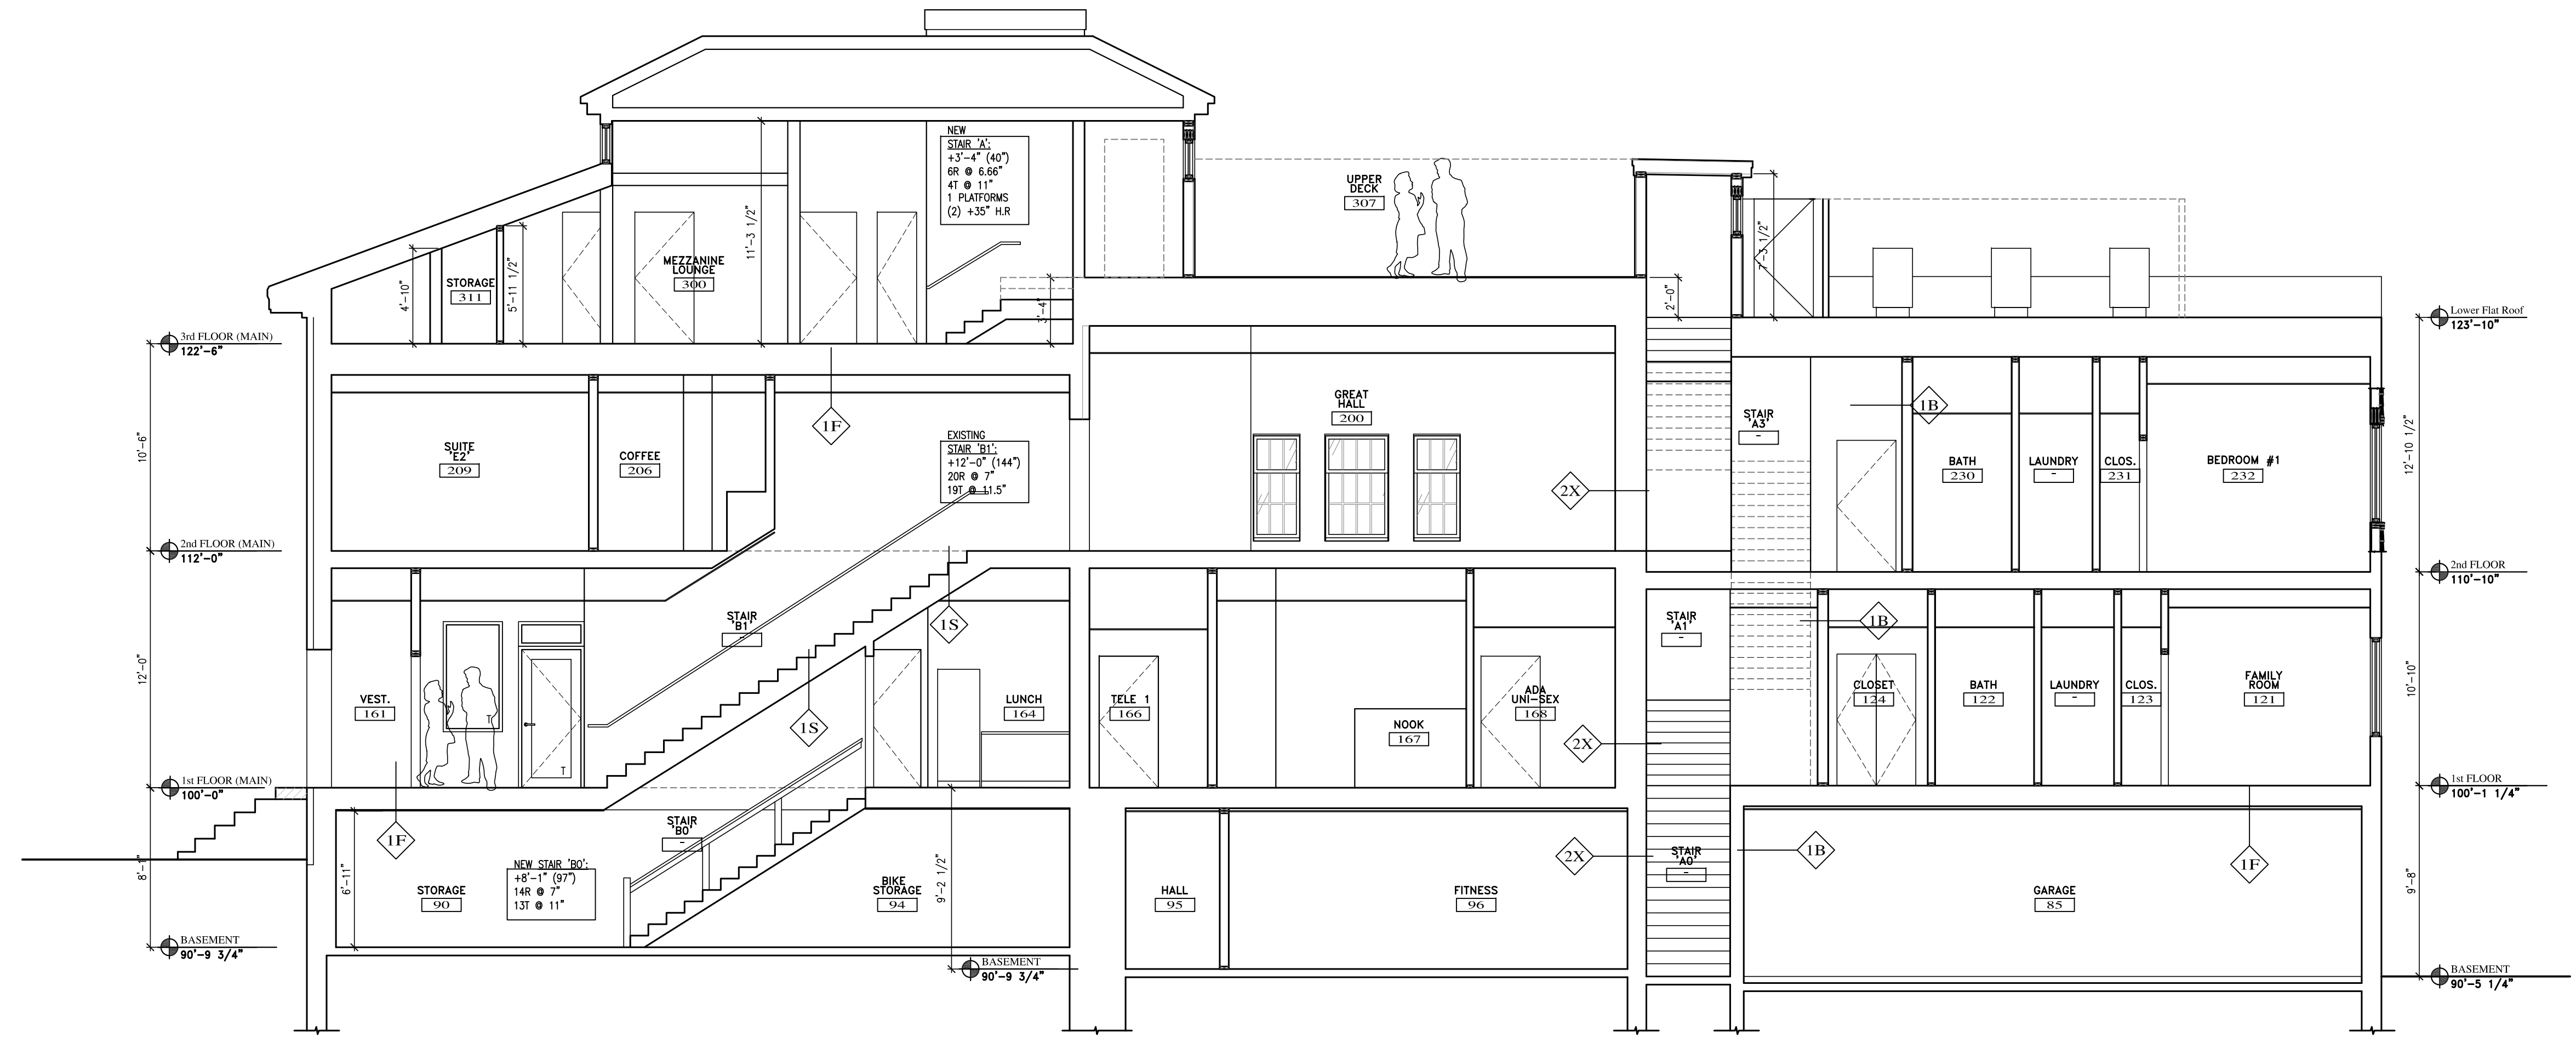 NEW
STAIR 'A':
+3'-4" (40")
6R @ 6.66"
4T @ 11"
1 PLATFORMS
(2) +35" H.R
UPPER
DECK
307
11'-3 1/2"
7'-3 1/2"
MEZZANINE
LOUNGE
300
STORAGE
311
4'-10"
5'-11 1/2"
3'-4"
2'-0"
3rd FLOOR (MAIN)
122'-6"
Lower Flat Roof
123'-10"
GREAT
HALL
200
1F
1B
STAIR
'A3'
-
EXISTING
STAIR 'B1':
+12'-0" (144")
20R @ 7"
19T @ 11.5"
SUITE
'E2'
209
COFFEE
206
10'-6"
12'-10 1/2"
2X
BATH
230
LAUNDRY
-
CLOS.
231
BEDROOM #1
232
2nd FLOOR (MAIN)
112'-0"
2nd FLOOR
110'-10"
STAIR
'B1'
-
1S
STAIR
'A1'
-
1B
12'-0"
10'-10"
VEST.
161
T
T
1S
LUNCH
164
TELE 1
166
NOOK
167
ADA
UNI-SEX
168
2X
CLOSET
124
BATH
122
LAUNDRY
-
CLOS.
123
FAMILY
ROOM
121
1st FLOOR (MAIN)
100'-0"
1st FLOOR
100'-1 1/4"
1F
STAIR
'B0'
-
2X
STAIR
'A0'
-
1B
1F
8'-1"
6'-11"
9'-2 1/2"
9'-8"
STORAGE
90
NEW STAIR 'B0':
+8'-1" (97")
14R @ 7"
13T @ 11"
BIKE
STORAGE
94
HALL
95
FITNESS
96
GARAGE
85
BASEMENT
90'-9 3/4"
BASEMENT
90'-9 3/4"
BASEMENT
90'-5 1/4"